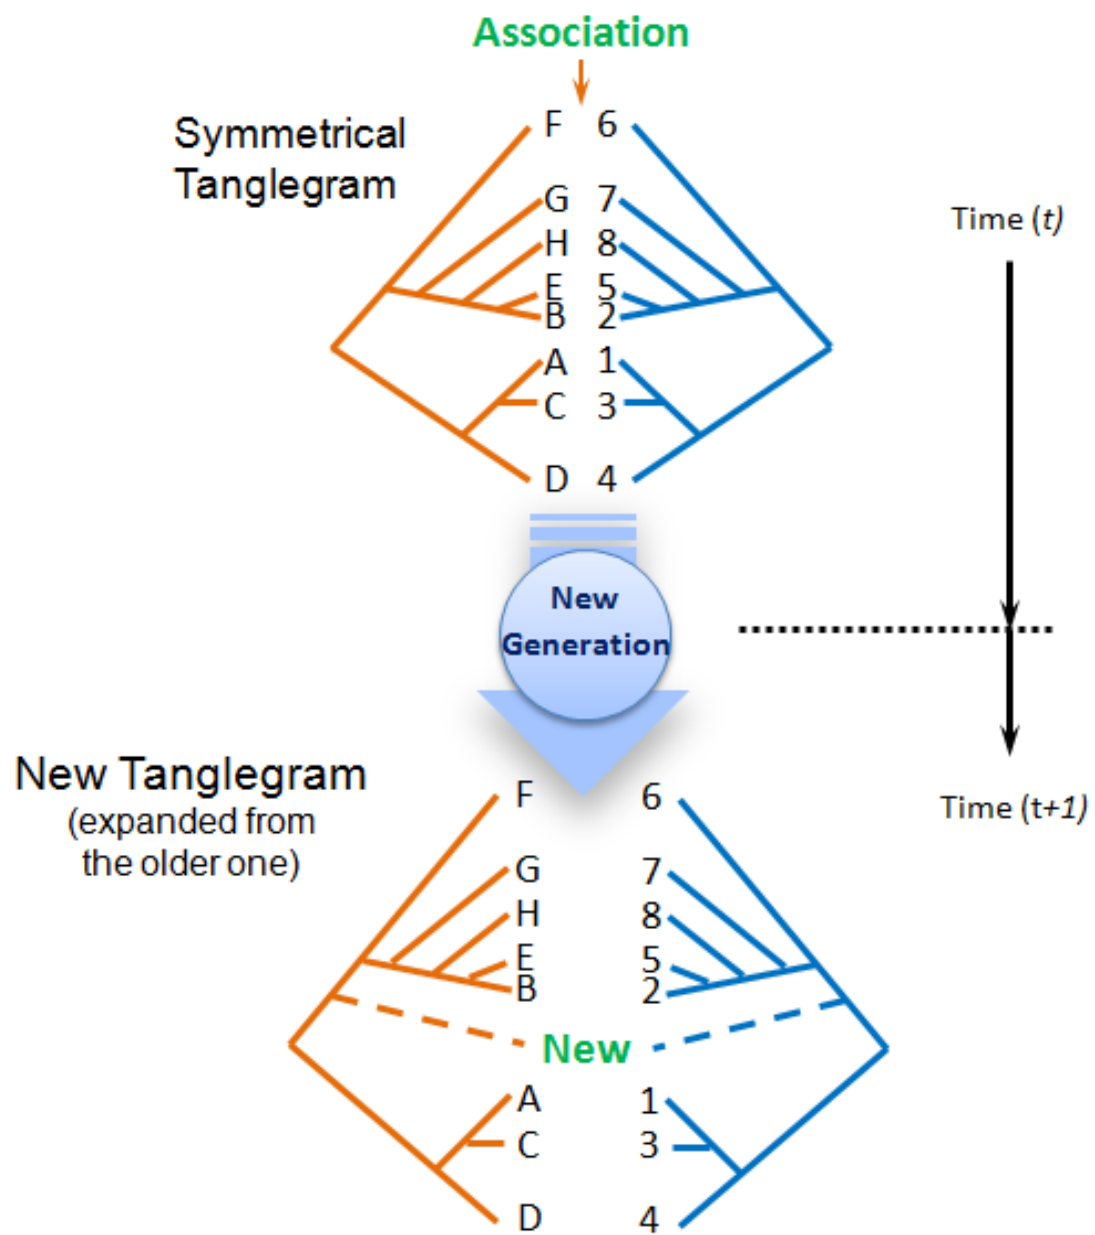 Association
Symmetrical
Tanglegram
F 6
G 7
H 8
E 5
B 2
A 1
C 3
D 4
Time (t)
New
Generation
Time (t+1)
New Tanglegram
(expanded from
the older one)
F 6
G 7
H 8
E 5
B 2
New
A 1
C 3
D 4